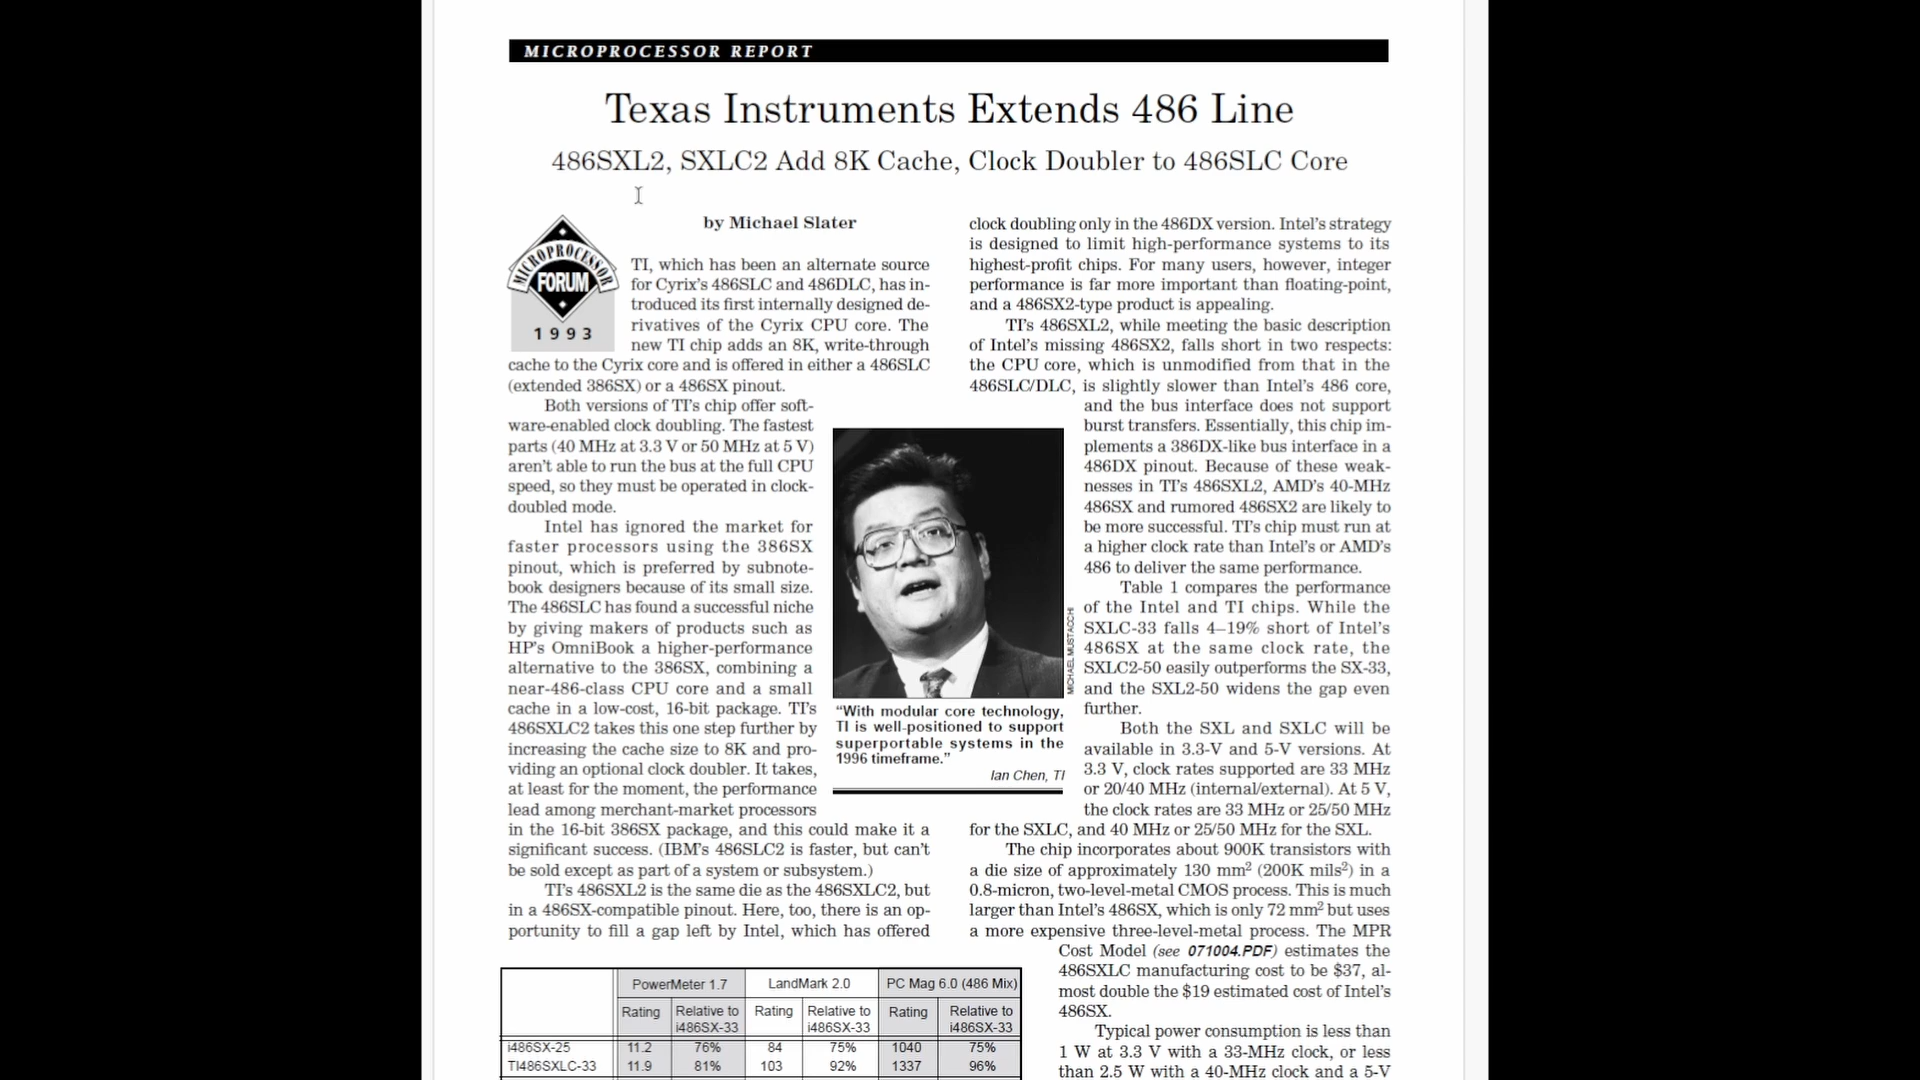 MICROPROCESSOR REPORT
Texas Instruments Extends 486 Line
486SXL2, SXLC2 Add 8K Cache, Clock Doubler to 486SLC Core
MICROPROCESSOR
FORUM
1993
by Michael Slater
TI, which has been an alternate source
for Cyrix's 486SLC and 486DLC, has in-
troduced its first internally designed de-
rivatives of the Cyrix CPU core. The
new TI chip adds an 8K, write-through
cache to the Cyrix core and is offered in either a 486SLC
(extended 386SX) or a 486SX pinout.
Both versions of TI's chip offer soft-
ware-enabled clock doubling. The fastest
parts (40 MHz at 3.3 V or 50 MHz at 5 V)
aren't able to run the bus at the full CPU
speed, so they must be operated in clock-
doubled mode.
Intel has ignored the market for
faster processors using the 386SX
pinout, which is preferred by subnote-
book designers because of its small size.
The 486SLC has found a successful niche
by giving makers of products such as
HP's OmniBook a higher-performance
alternative to the 386SX, combining a
near-486-class CPU core and a small
cache in a low-cost, 16-bit package. TI's
486SXLC2 takes this one step further by
increasing the cache size to 8K and pro-
viding an optional clock doubler. It takes,
at least for the moment, the performance
lead among merchant-market processors
in the 16-bit 386SX package, and this could make it a
significant success. (IBM's 486SLC2 is faster, but can't
be sold except as part of a system or subsystem.)
TI's 486SXL2 is the same die as the 486SXLC2, but
in a 486SX-compatible pinout. Here, too, there is an op-
portunity to fill a gap left by Intel, which has offered
clock doubling only in the 486DX version. Intel's strategy
is designed to limit high-performance systems to its
highest-profit chips. For many users, however, integer
performance is far more important than floating-point,
and a 486SX2-type product is appealing.
TI's 486SXL2, while meeting the basic description
of Intel's missing 486SX2, falls short in two respects:
the CPU core, which is unmodified from that in the
486SLC/DLC, is slightly slower than Intel's 486 core,
and the bus interface does not support
burst transfers. Essentially, this chip im-
plements a 386DX-like bus interface in a
486DX pinout. Because of these weak-
nesses in TI's 486SXL2, AMD's 40-MHz
486SX and rumored 486SX2 are likely to
be more successful. TI's chip must run at
a higher clock rate than Intel's or AMD's
486 to deliver the same performance.
Table 1 compares the performance
of the Intel and TI chips. While the
SXLC-33 falls 4–19% short of Intel's
486SX at the same clock rate, the
SXLC2-50 easily outperforms the SX-33,
and the SXL2-50 widens the gap even
further.
Both the SXL and SXLC will be
available in 3.3-V and 5-V versions. At
3.3 V, clock rates supported are 33 MHz
or 20/40 MHz (internal/external). At 5 V,
the clock rates are 33 MHz or 25/50 MHz
for the SXLC, and 40 MHz or 25/50 MHz for the SXL.
The chip incorporates about 900K transistors with
a die size of approximately 130 mm² (200K mils²) in a
0.8-micron, two-level-metal CMOS process. This is much
larger than Intel's 486SX, which is only 72 mm² but uses
a more expensive three-level-metal process. The MPR
Cost Model (see 071004.PDF) estimates the
486SXLC manufacturing cost to be $37, al-
most double the $19 estimated cost of Intel's
486SX.
Typical power consumption is less than
1 W at 3.3 V with a 33-MHz clock, or less
than 2.5 W with a 40-MHz clock and a 5-V
MICHAEL MUSTACCHI
"With modular core technology,
TI is well-positioned to support
superportable systems in the
1996 timeframe."
Ian Chen, TI
PowerMeter 1.7 LandMark 2.0 PC Mag 6.0 (486 Mix)
Rating Relative to i486SX-33 Rating Relative to i486SX-33 Rating Relative to i486SX-33
i486SX-25 11.2 76% 84 75% 1040 75%
TI486SXLC-33 11.9 81% 103 92% 1337 96%